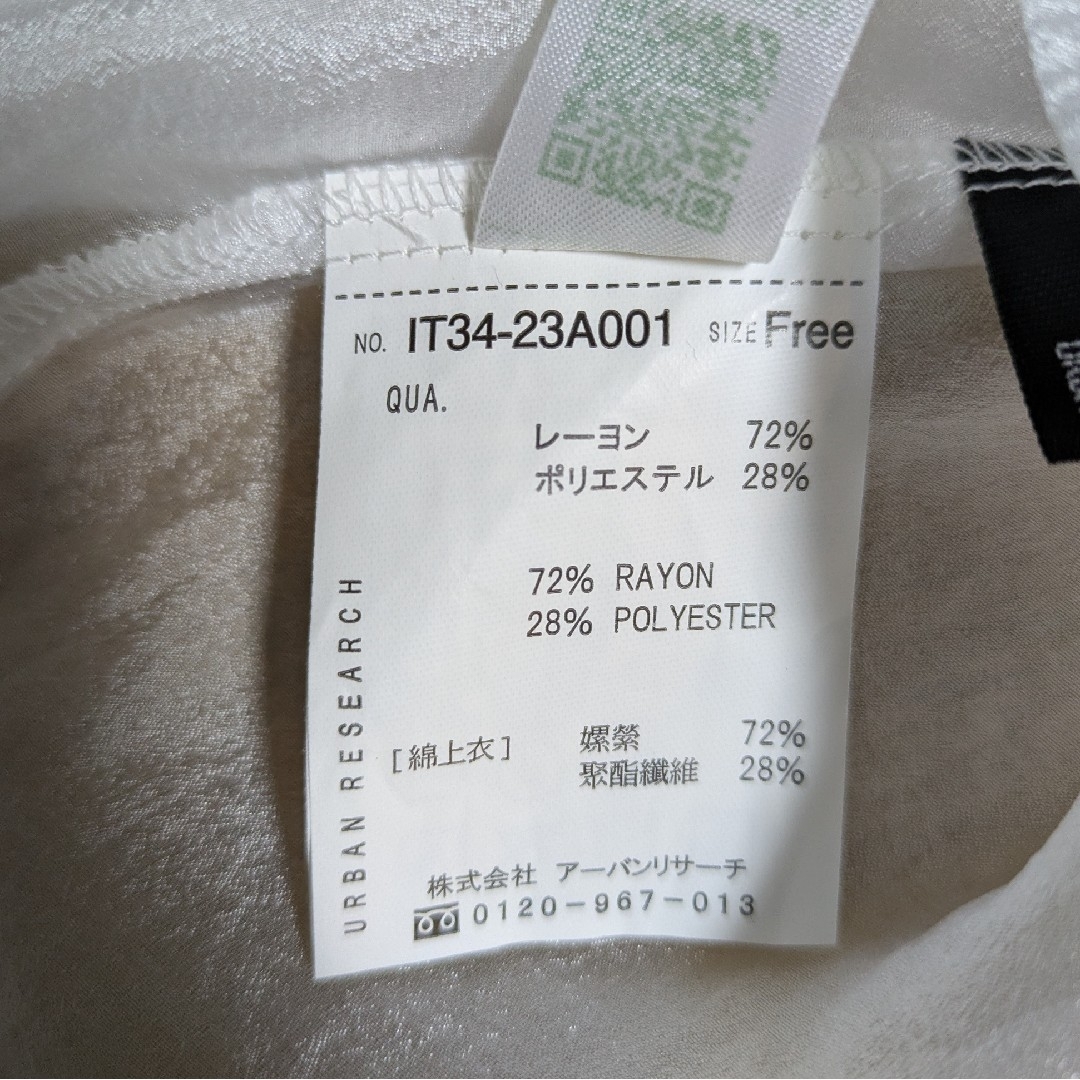 NO. IT34-23A001 SIZE Free
QUA.
レーヨン 72%
ポリエステル 28%
72% RAYON
28% POLYESTER
[綿上衣] 嫘縈 72%
聚酯纖維 28%
株式会社 アーバンリサーチ
0120-967-013
URBAN RESEARCH